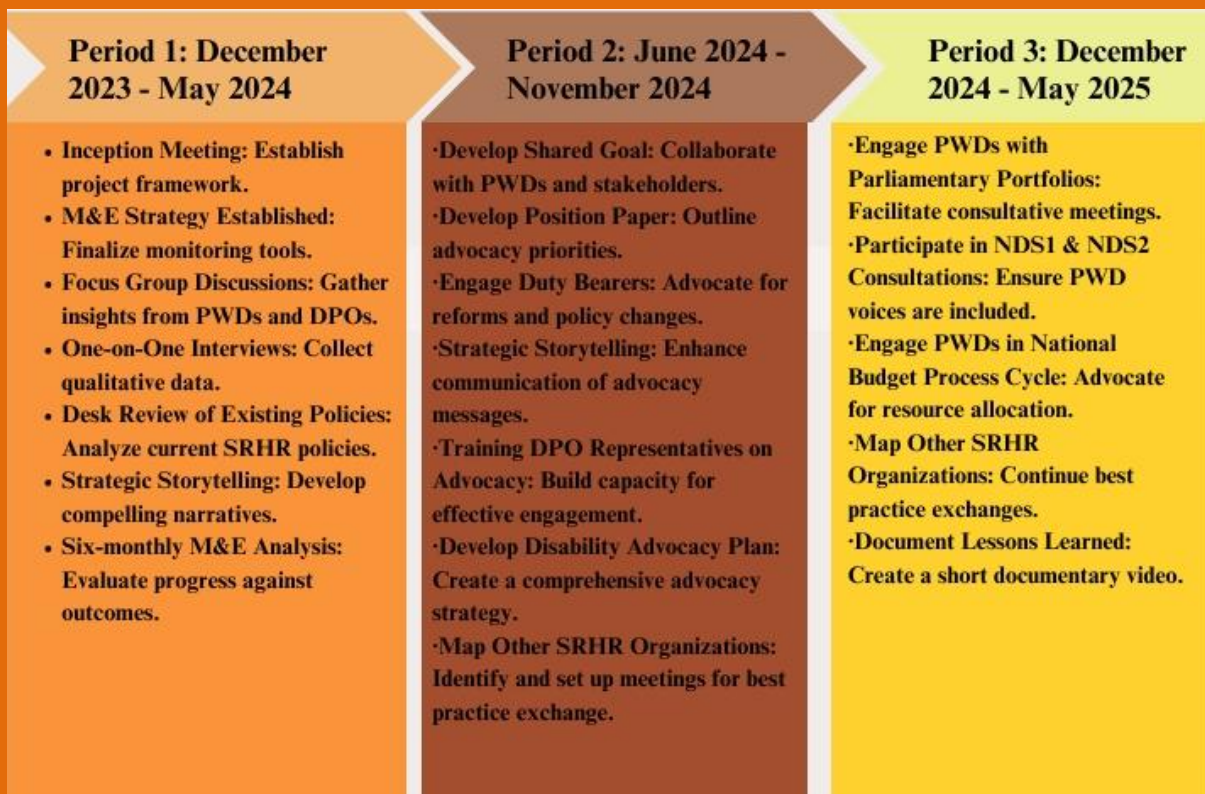 Period 1: December
2023 - May 2024
• Inception Meeting: Establish
project framework.
• M&E Strategy Established:
Finalize monitoring tools.
• Focus Group Discussions: Gather
insights from PWDs and DPOs.
• One-on-One Interviews: Collect
qualitative data.
• Desk Review of Existing Policies:
Analyze current SRHR policies.
• Strategic Storytelling: Develop
compelling narratives.
• Six-monthly M&E Analysis:
Evaluate progress against
outcomes.
Period 2: June 2024 -
November 2024
·Develop Shared Goal: Collaborate
with PWDs and stakeholders.
·Develop Position Paper: Outline
advocacy priorities.
·Engage Duty Bearers: Advocate for
reforms and policy changes.
·Strategic Storytelling: Enhance
communication of advocacy
messages.
·Training DPO Representatives on
Advocacy: Build capacity for
effective engagement.
·Develop Disability Advocacy Plan:
Create a comprehensive advocacy
strategy.
·Map Other SRHR Organizations:
Identify and set up meetings for best
practice exchange.
Period 3: December
2024 - May 2025
·Engage PWDs with
Parliamentary Portfolios:
Facilitate consultative meetings.
·Participate in NDS1 & NDS2
Consultations: Ensure PWD
voices are included.
·Engage PWDs in National
Budget Process Cycle: Advocate
for resource allocation.
·Map Other SRHR
Organizations: Continue best
practice exchanges.
·Document Lessons Learned:
Create a short documentary video.